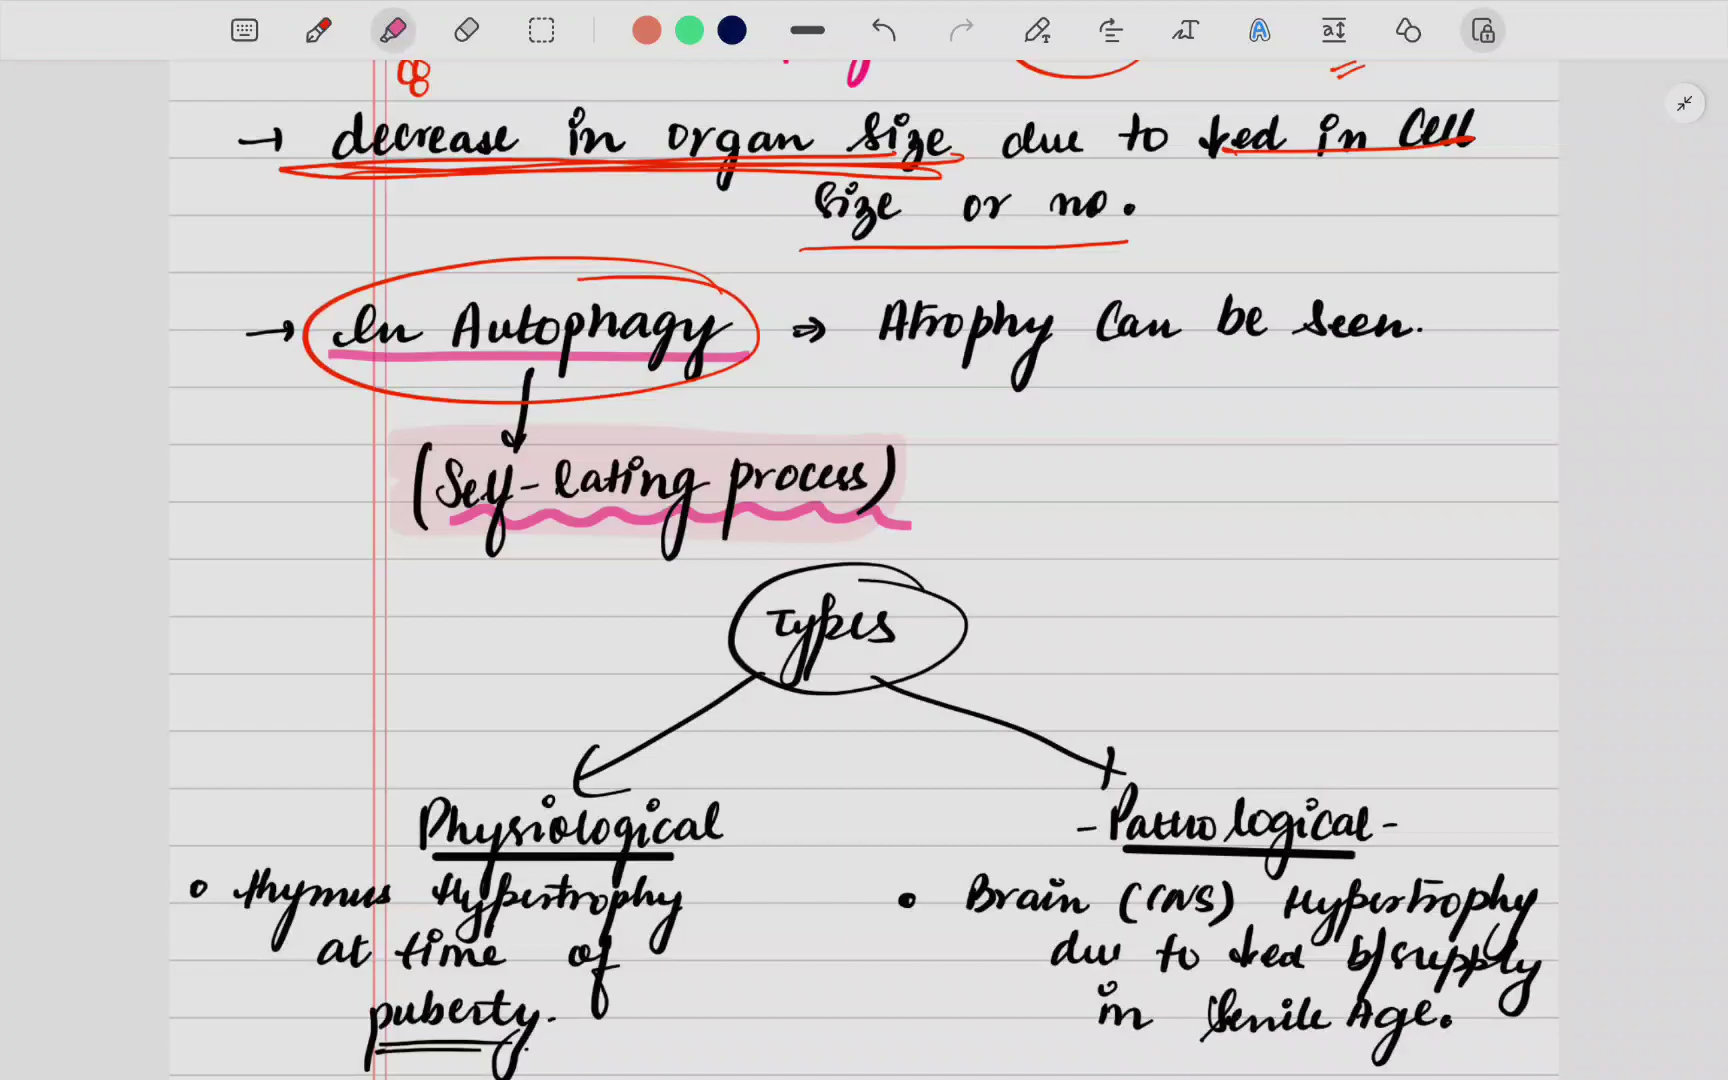 → decrease in organ size due to ↓ed in cell
size or no.
→ In Autophagy ⇒ Atrophy can be seen.
(Self-eating process)
Types
Physiological
-Pathological-
• thymus Hypertrophy
at time of
puberty.
• Brain (CNS) Hypertrophy
due to ↓ed b/supply
in Senile Age.